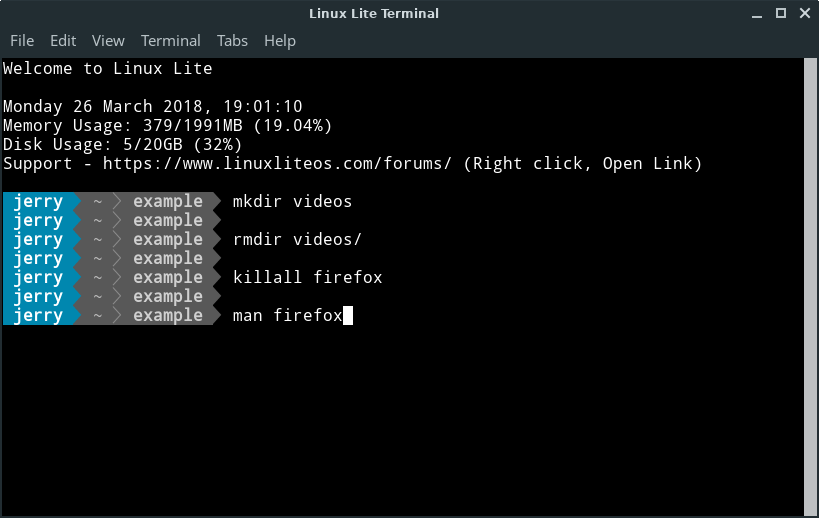 Linux Lite Terminal
File Edit View Terminal Tabs Help
Welcome to Linux Lite
Monday 26 March 2018, 19:01:10
Memory Usage: 379/1991MB (19.04%)
Disk Usage: 5/20GB (32%)
Support - https://www.linuxliteos.com/forums/ (Right click, Open Link)
jerry ~ example mkdir videos
jerry ~ example
jerry ~ example rmdir videos/
jerry ~ example
jerry ~ example killall firefox
jerry ~ example
jerry ~ example man firefox